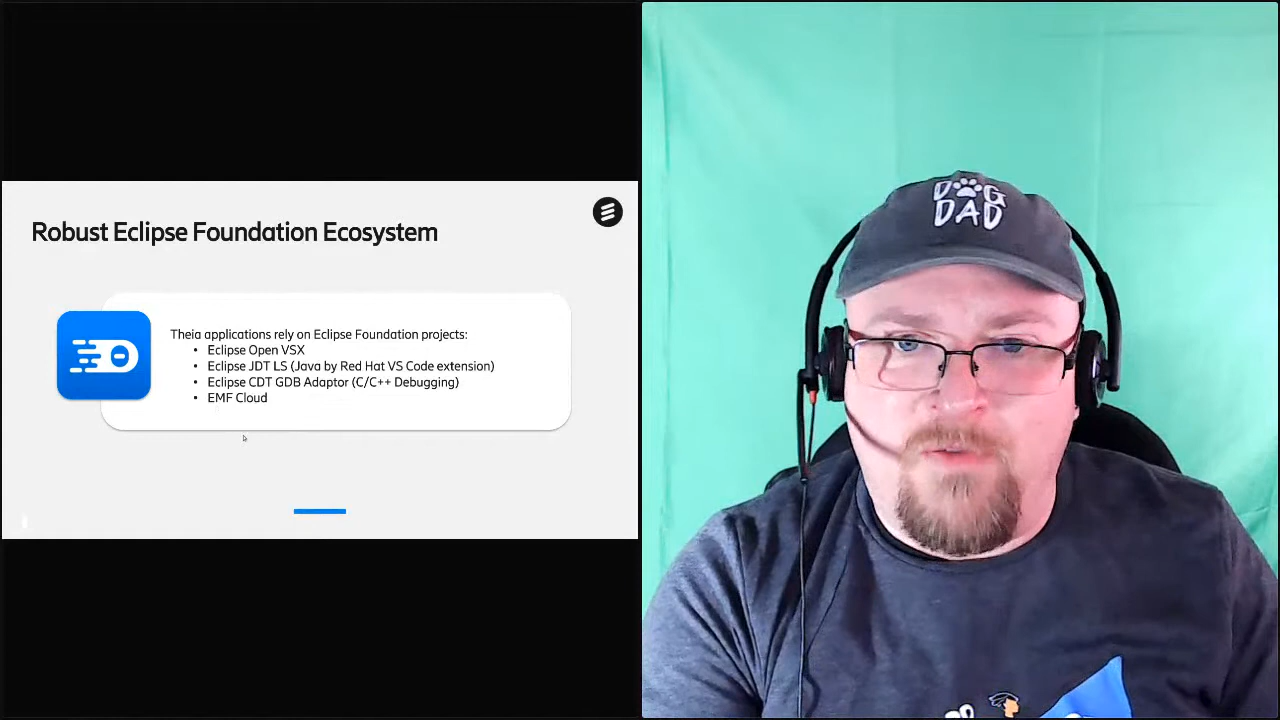 Robust Eclipse Foundation Ecosystem
Theia applications rely on Eclipse Foundation projects:
• Eclipse Open VSX
• Eclipse JDT LS (Java by Red Hat VS Code extension)
• Eclipse CDT GDB Adaptor (C/C++ Debugging)
• EMF Cloud
DOG
DAD